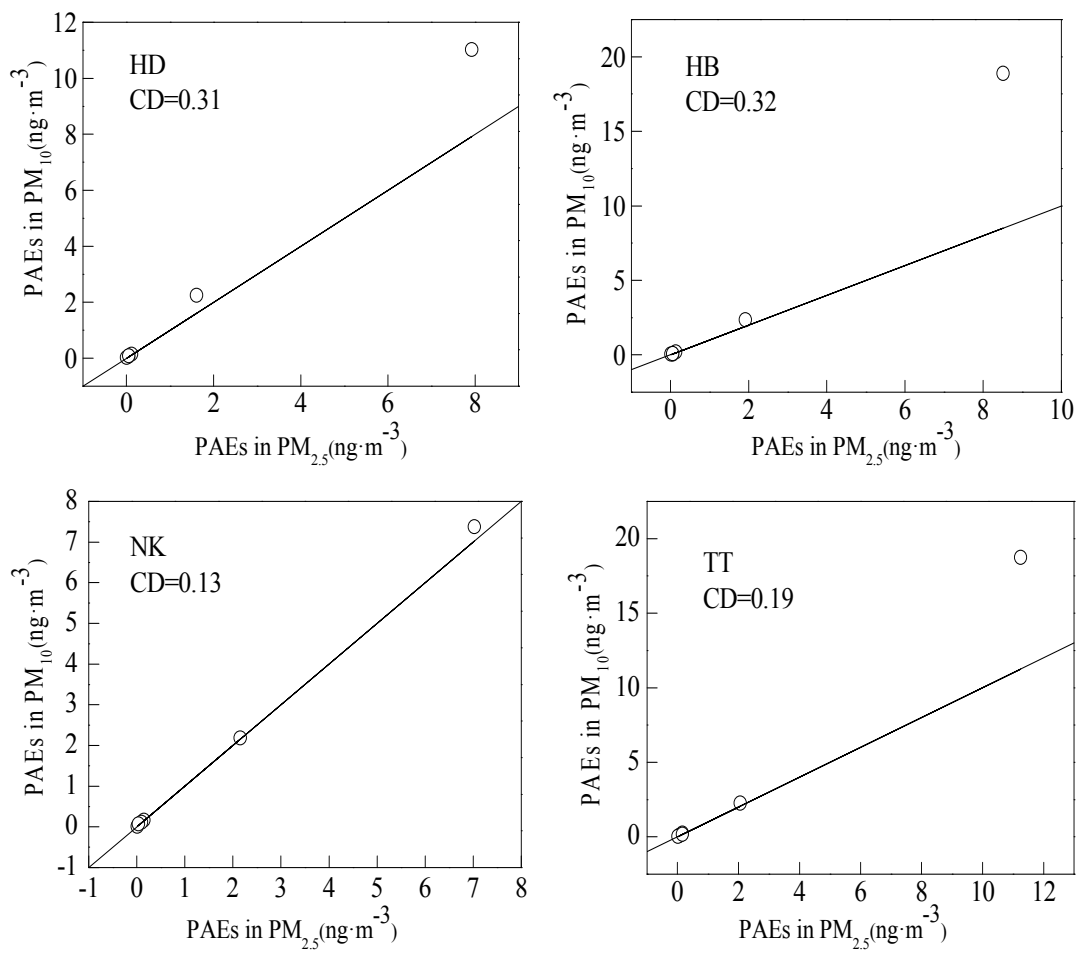 12
10
8
6
4
2
0
HD
CD=0.31
PAEs in PM10(ng·m-3)
0 2 4 6 8
PAEs in PM2.5(ng·m-3)
20
15
10
5
0
HB
CD=0.32
PAEs in PM10(ng·m-3)
0 2 4 6 8 10
PAEs in PM2.5(ng·m-3)
8
7
6
5
4
3
2
1
0
-1
NK
CD=0.13
PAEs in PM10(ng·m-3)
-1 0 1 2 3 4 5 6 7 8
PAEs in PM2.5(ng·m-3)
20
15
10
5
0
TT
CD=0.19
PAEs in PM10(ng·m-3)
0 2 4 6 8 10 12
PAEs in PM2.5(ng·m-3)